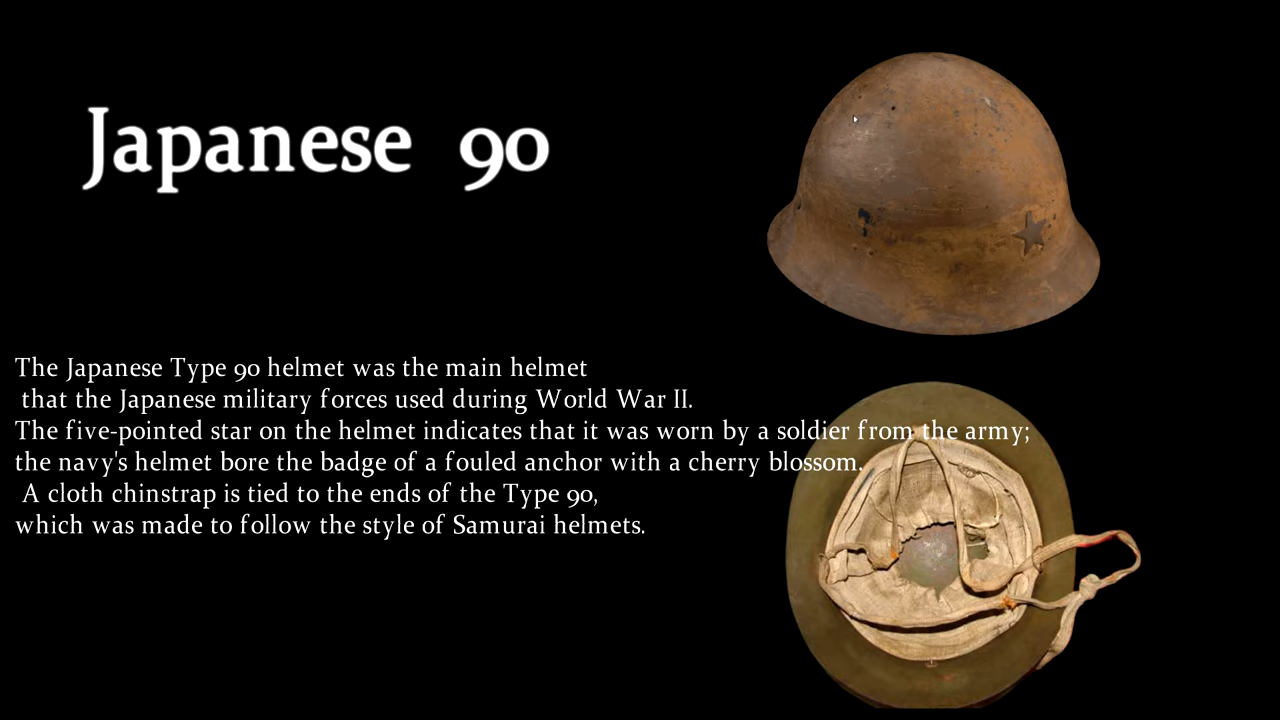 Japanese 90
The Japanese Type 90 helmet was the main helmet
that the Japanese military forces used during World War II.
The five-pointed star on the helmet indicates that it was worn by a soldier from the army;
the navy's helmet bore the badge of a fouled anchor with a cherry blossom.
A cloth chinstrap is tied to the ends of the Type 90,
which was made to follow the style of Samurai helmets.